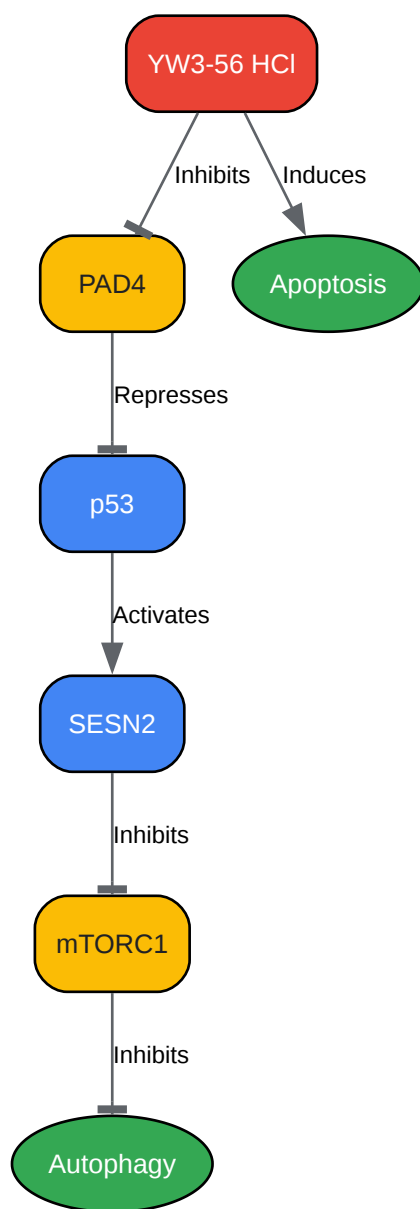 YW3-56 HCl
Inhibits
Induces
PAD4
Apoptosis
Represses
p53
Activates
SESN2
Inhibits
mTORC1
Inhibits
Autophagy